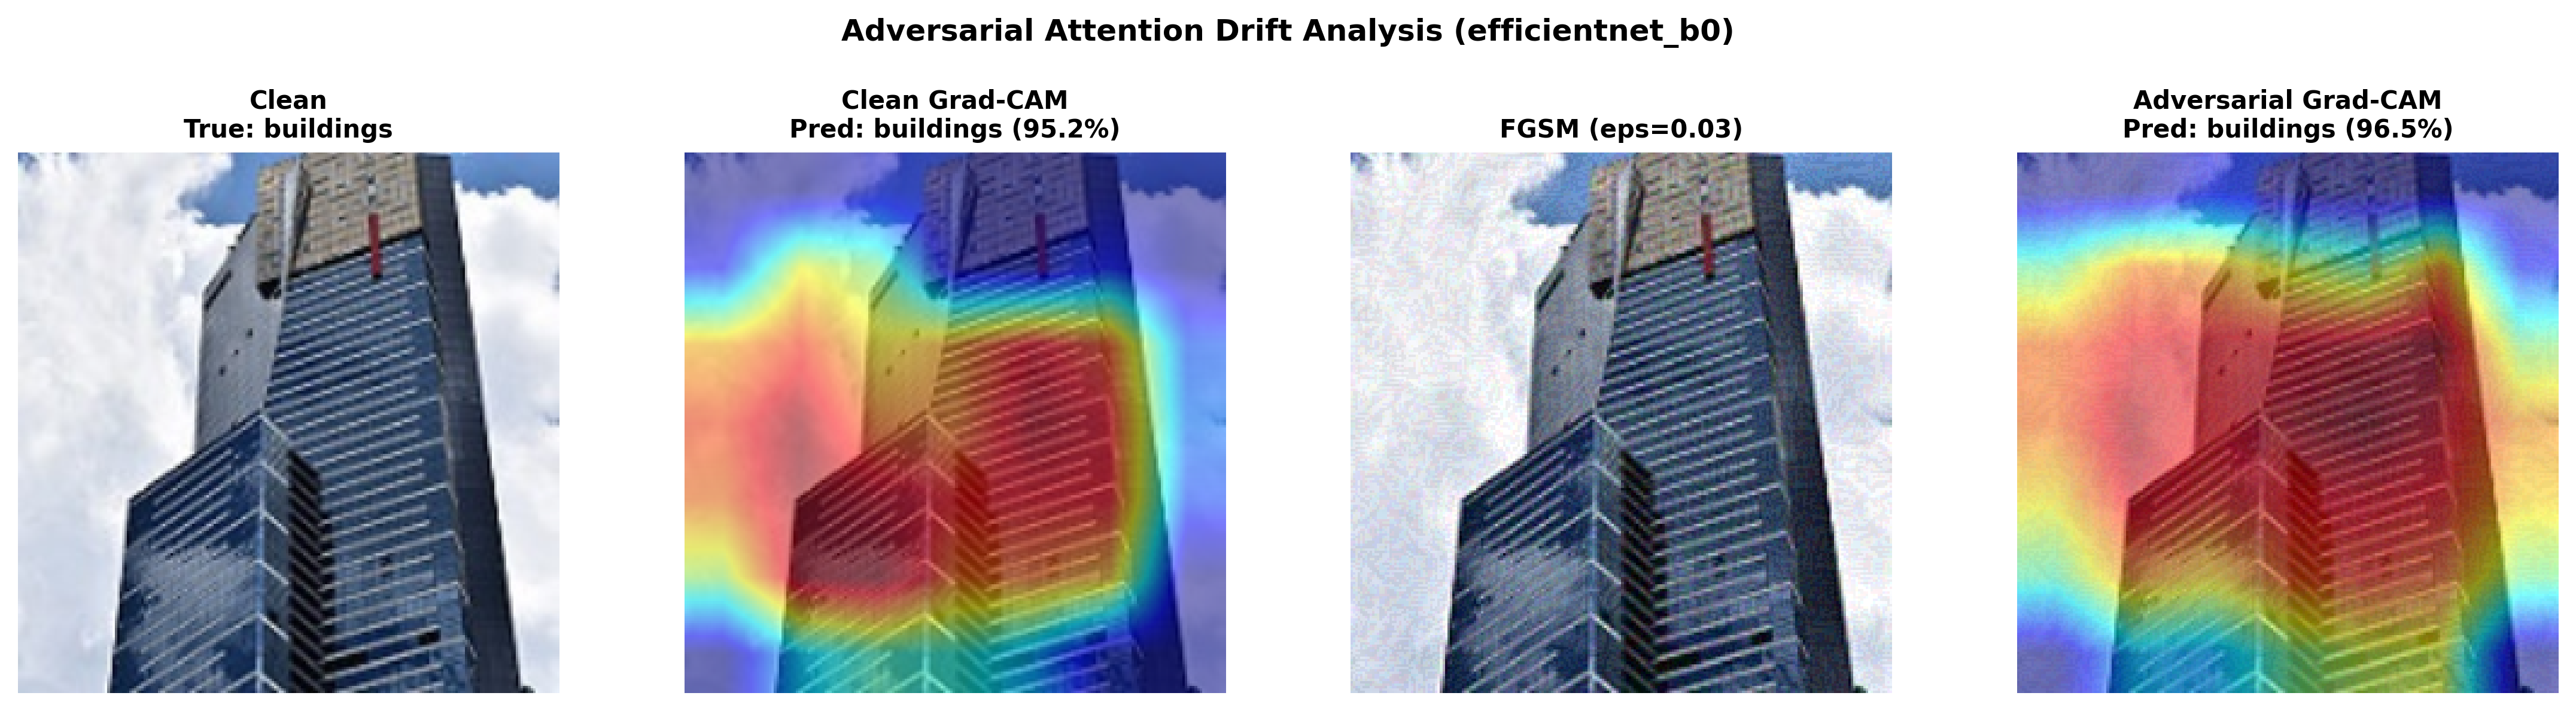 Adversarial Attention Drift Analysis (efficientnet_b0)
Clean
True: buildings
Clean Grad-CAM
Pred: buildings (95.2%)
FGSM (eps=0.03)
Adversarial Grad-CAM
Pred: buildings (96.5%)